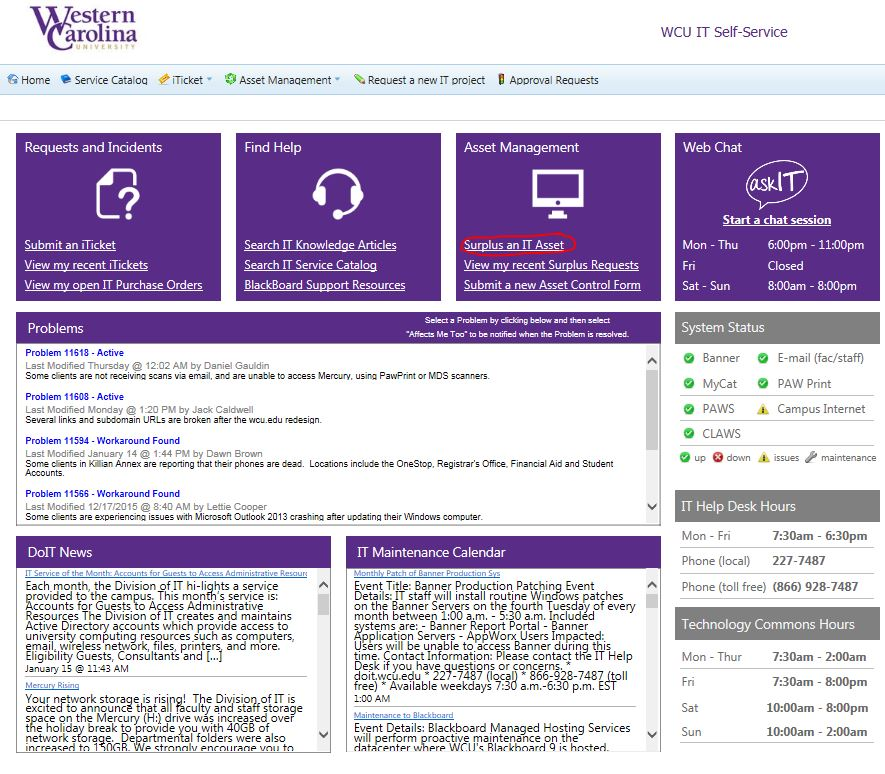 Western
Carolina
UNIVERSITY
WCU IT Self-Service
Home Service Catalog iTicket Asset Management Request a new IT project Approval Requests
Requests and Incidents
Submit an iTicket
View my recent iTickets
View my open IT Purchase Orders
Find Help
Search IT Knowledge Articles
Search IT Service Catalog
BlackBoard Support Resources
Asset Management
Surplus an IT Asset
View my recent Surplus Requests
Submit a new Asset Control Form
Web Chat
askIT
Start a chat session
Mon - Thu 6:00pm - 11:00pm
Fri Closed
Sat - Sun 8:00am - 8:00pm
Problems
Select a Problem by clicking below and then select
"Affects Me Too" to be notified when the Problem is resolved.
Problem 11618 - Active
Last Modified Thursday @ 12:02 AM by Daniel Gauldin
Some clients are not receiving scans via email, and are unable to access Mercury, using PawPrint or MDS scanners.
Problem 11608 - Active
Last Modified Monday @ 1:20 PM by Jack Caldwell
Several links and subdomain URLs are broken after the wcu.edu redesign.
Problem 11594 - Workaround Found
Last Modified January 14 @ 1:44 PM by Dawn Brown
Some clients in Killian Annex are reporting that their phones are dead. Locations include the OneStop, Registrar's Office, Financial Aid and Student
Accounts.
Problem 11566 - Workaround Found
Last Modified 12/17/2015 @ 8:40 AM by Lettie Cooper
Some clients are experiencing issues with Microsoft Outlook 2013 crashing after updating their Windows computer.
System Status
Banner E-mail (fac/staff)
MyCat PAW Print
PAWS Campus Internet
CLAWS
up down issues maintenance
IT Help Desk Hours
Mon - Fri 7:30am - 6:30pm
Phone (local) 227-7487
Phone (toll free) (866) 928-7487
Technology Commons Hours
Mon - Thur 7:30am - 2:00am
Fri 7:30am - 8:00pm
Sat 10:00am - 8:00pm
Sun 10:00am - 2:00am
DoIT News
IT Service of the Month: Accounts for Guests to Access Administrative Resourc
Each month, the Division of IT hi-lights a service
provided to the campus. This month's service is:
Accounts for Guests to Access Administrative
Resources The Division of IT creates and maintains
Active Directory accounts which provide access to
university computing resources such as computers,
email, wireless network, files, printers, and more.
Eligibility Guests, Consultants and [...]
January 15 @ 11:43 AM
Mercury Rising
Your network storage is rising! The Division of IT is
excited to announce that all faculty and staff storage
space on the Mercury (H:) drive was increased over
the holiday break to provide you with 40GB of
network storage. Departmental folders were also
increased to 150GB. We strongly encourage you to
IT Maintenance Calendar
Monthly Patch of Banner Production Sys
Event Title: Banner Production Patching Event
Details: IT staff will install routine Windows patches
on the Banner Servers on the fourth Tuesday of every
month between 1:00 a.m. - 5:30 a.m. Included
systems are: - Banner Report Portal - Banner
Application Servers - AppWorx Users Impacted:
Users will be unable to access Banner during this
time. Contact Information: Please contact the IT Help
Desk if you have questions or concerns. *
doit.wcu.edu * 227-7487 (local) * 866-928-7487 (toll
free) * Available weekdays 7:30 a.m.-6:30 p.m. EST
1:00 AM
Maintenance to Blackboard
Event Details: Blackboard Managed Hosting Services
will perform proactive maintenance on the
datacenter where WCU's Blackboard 9 is hosted.